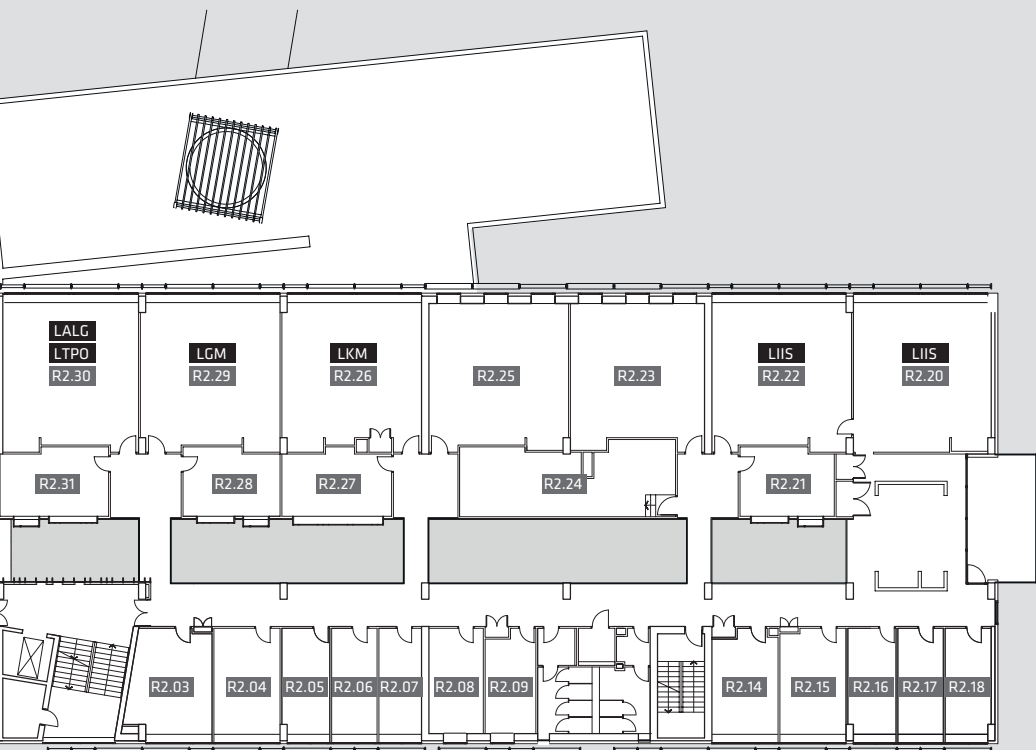 LALG
LTPO
R2.30
LGM
R2.29
LKM
R2.26
R2.25
R2.23
LIIS
R2.22
LIIS
R2.20
R2.31
R2.28
R2.27
R2.24
R2.21
R2.03
R2.04
R2.05
R2.06
R2.07
R2.08
R2.09
R2.14
R2.15
R2.16
R2.17
R2.18